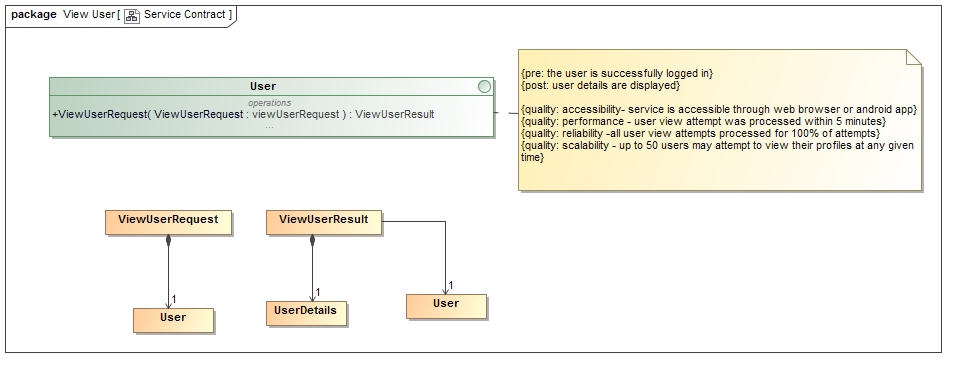 package View User [ Service Contract ]
User
operations
+ViewUserRequest( ViewUserRequest : viewUserRequest ) : ViewUserResult
...
{pre: the user is successfully logged in}
{post: user details are displayed}
{quality: accessibility- service is accessible through web browser or android app}
{quality: performance - user view attempt was processed within 5 minutes}
{quality: reliability -all user view attempts processed for 100% of attempts}
{quality: scalability - up to 50 users may attempt to view their profiles at any given
time}
ViewUserRequest
ViewUserResult
1
1
1
User
UserDetails
User